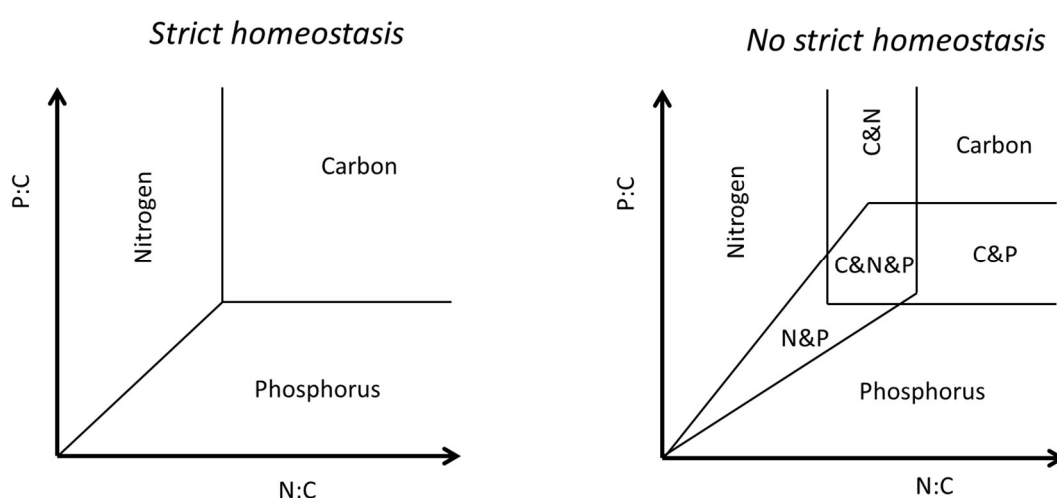 Strict homeostasis
P:C
Nitrogen
Carbon
Phosphorus
N:C
No strict homeostasis
P:C
Nitrogen
C&N
Carbon
C&N&P
C&P
N&P
Phosphorus
N:C